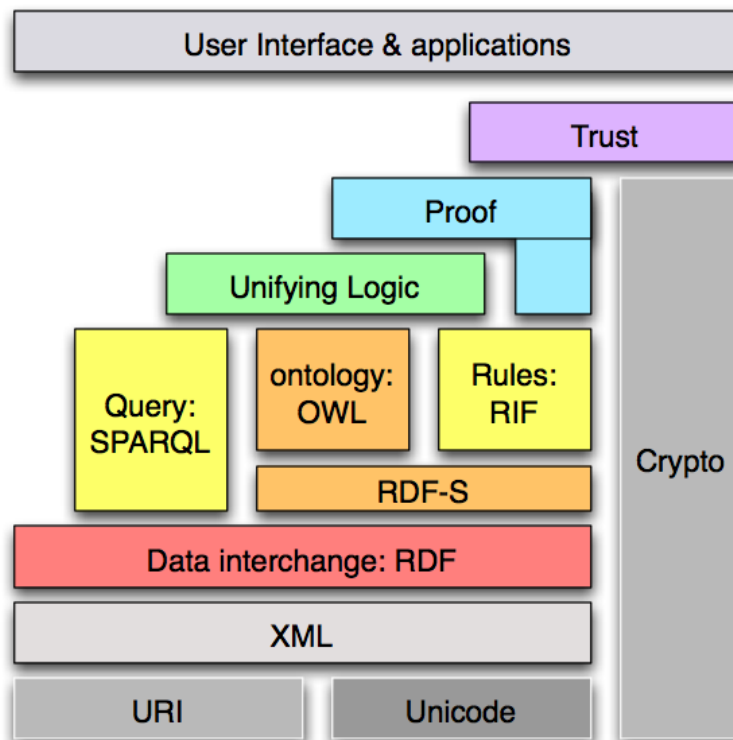 User Interface & applications
Trust
Proof
Unifying Logic
Query:
SPARQL
ontology:
OWL
Rules:
RIF
Crypto
RDF-S
Data interchange: RDF
XML
URI
Unicode